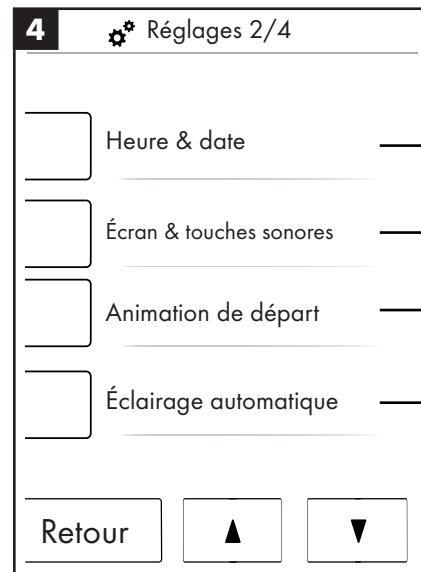 4
Réglages 2/4
Heure & date
Écran & touches sonores
Animation de départ
Éclairage automatique
Retour